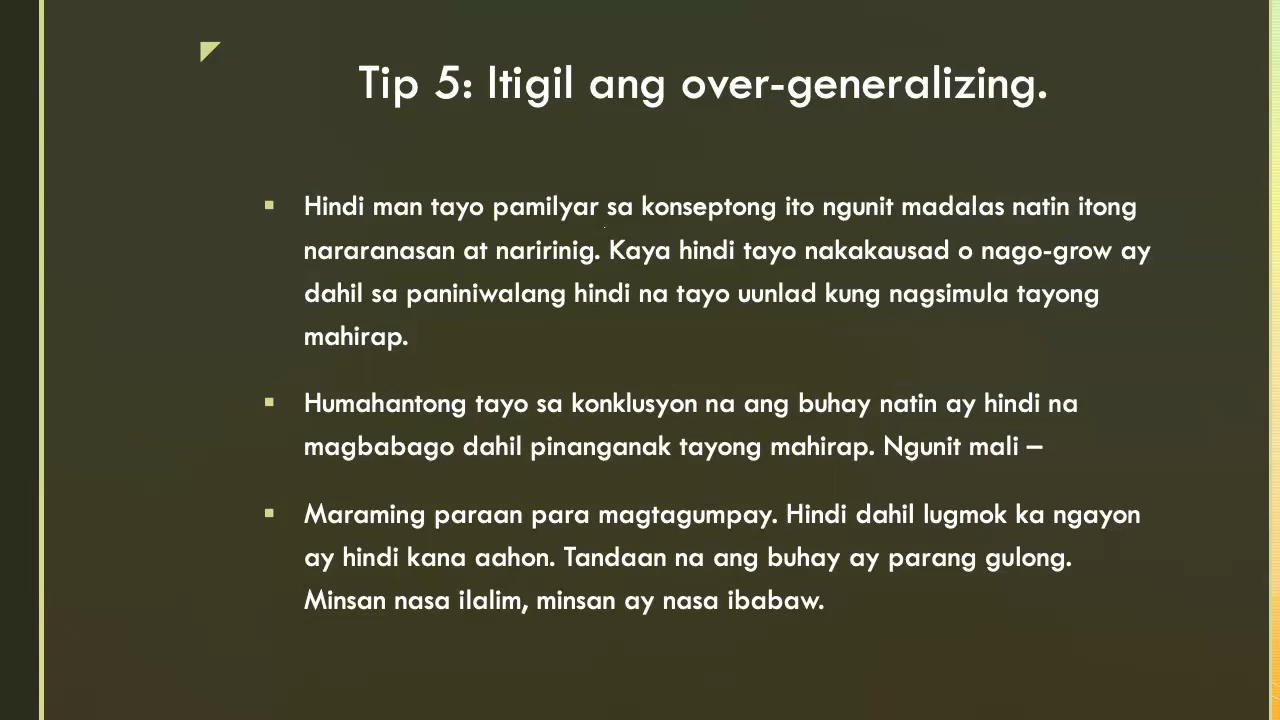 Tip 5: Itigil ang over-generalizing.
▪ Hindi man tayo pamilyar sa konseptong ito ngunit madalas natin itong
nararanasan at naririnig. Kaya hindi tayo nakakausad o nago-grow ay
dahil sa paniniwalang hindi na tayo uunlad kung nagsimula tayong
mahirap.
▪ Humahantong tayo sa konklusyon na ang buhay natin ay hindi na
magbabago dahil pinanganak tayong mahirap. Ngunit mali –
▪ Maraming paraan para magtagumpay. Hindi dahil lugmok ka ngayon
ay hindi kana aahon. Tandaan na ang buhay ay parang gulong.
Minsan nasa ilalim, minsan ay nasa ibabaw.